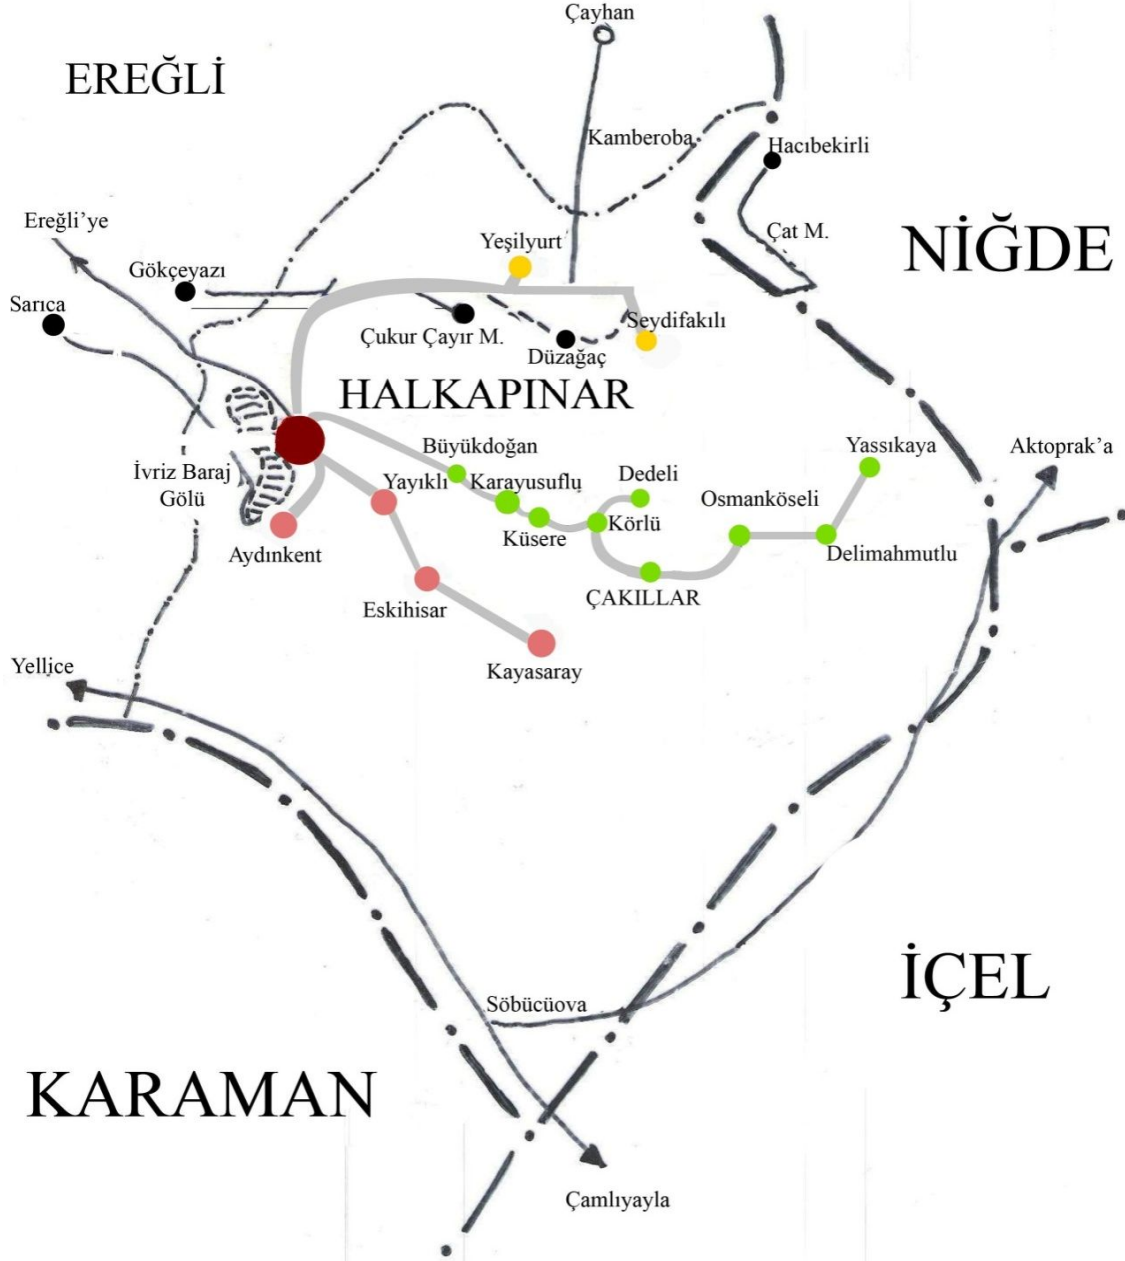 Çayhan
EREĞLİ
Kamberoba
Hacıbekirli
Ereğli'ye
Yeşilyurt
Çat M.
NİĞDE
Gökçeyazı
Sarıca
Çukur Çayır M.
Seydifakılı
Düzağaç
HALKAPINAR
Büyükdoğan
Yassıkaya
Aktoprak'a
İvriz Baraj
Gölü
Yayıklı
Karayusuflu
Dedeli
Osmanköseli
Küsere
Körlü
Aydınkent
Delimahmutlu
Eskihisar
ÇAKILLAR
Yellice
Kayasaray
İÇEL
Söbücüova
KARAMAN
Çamlıyayla